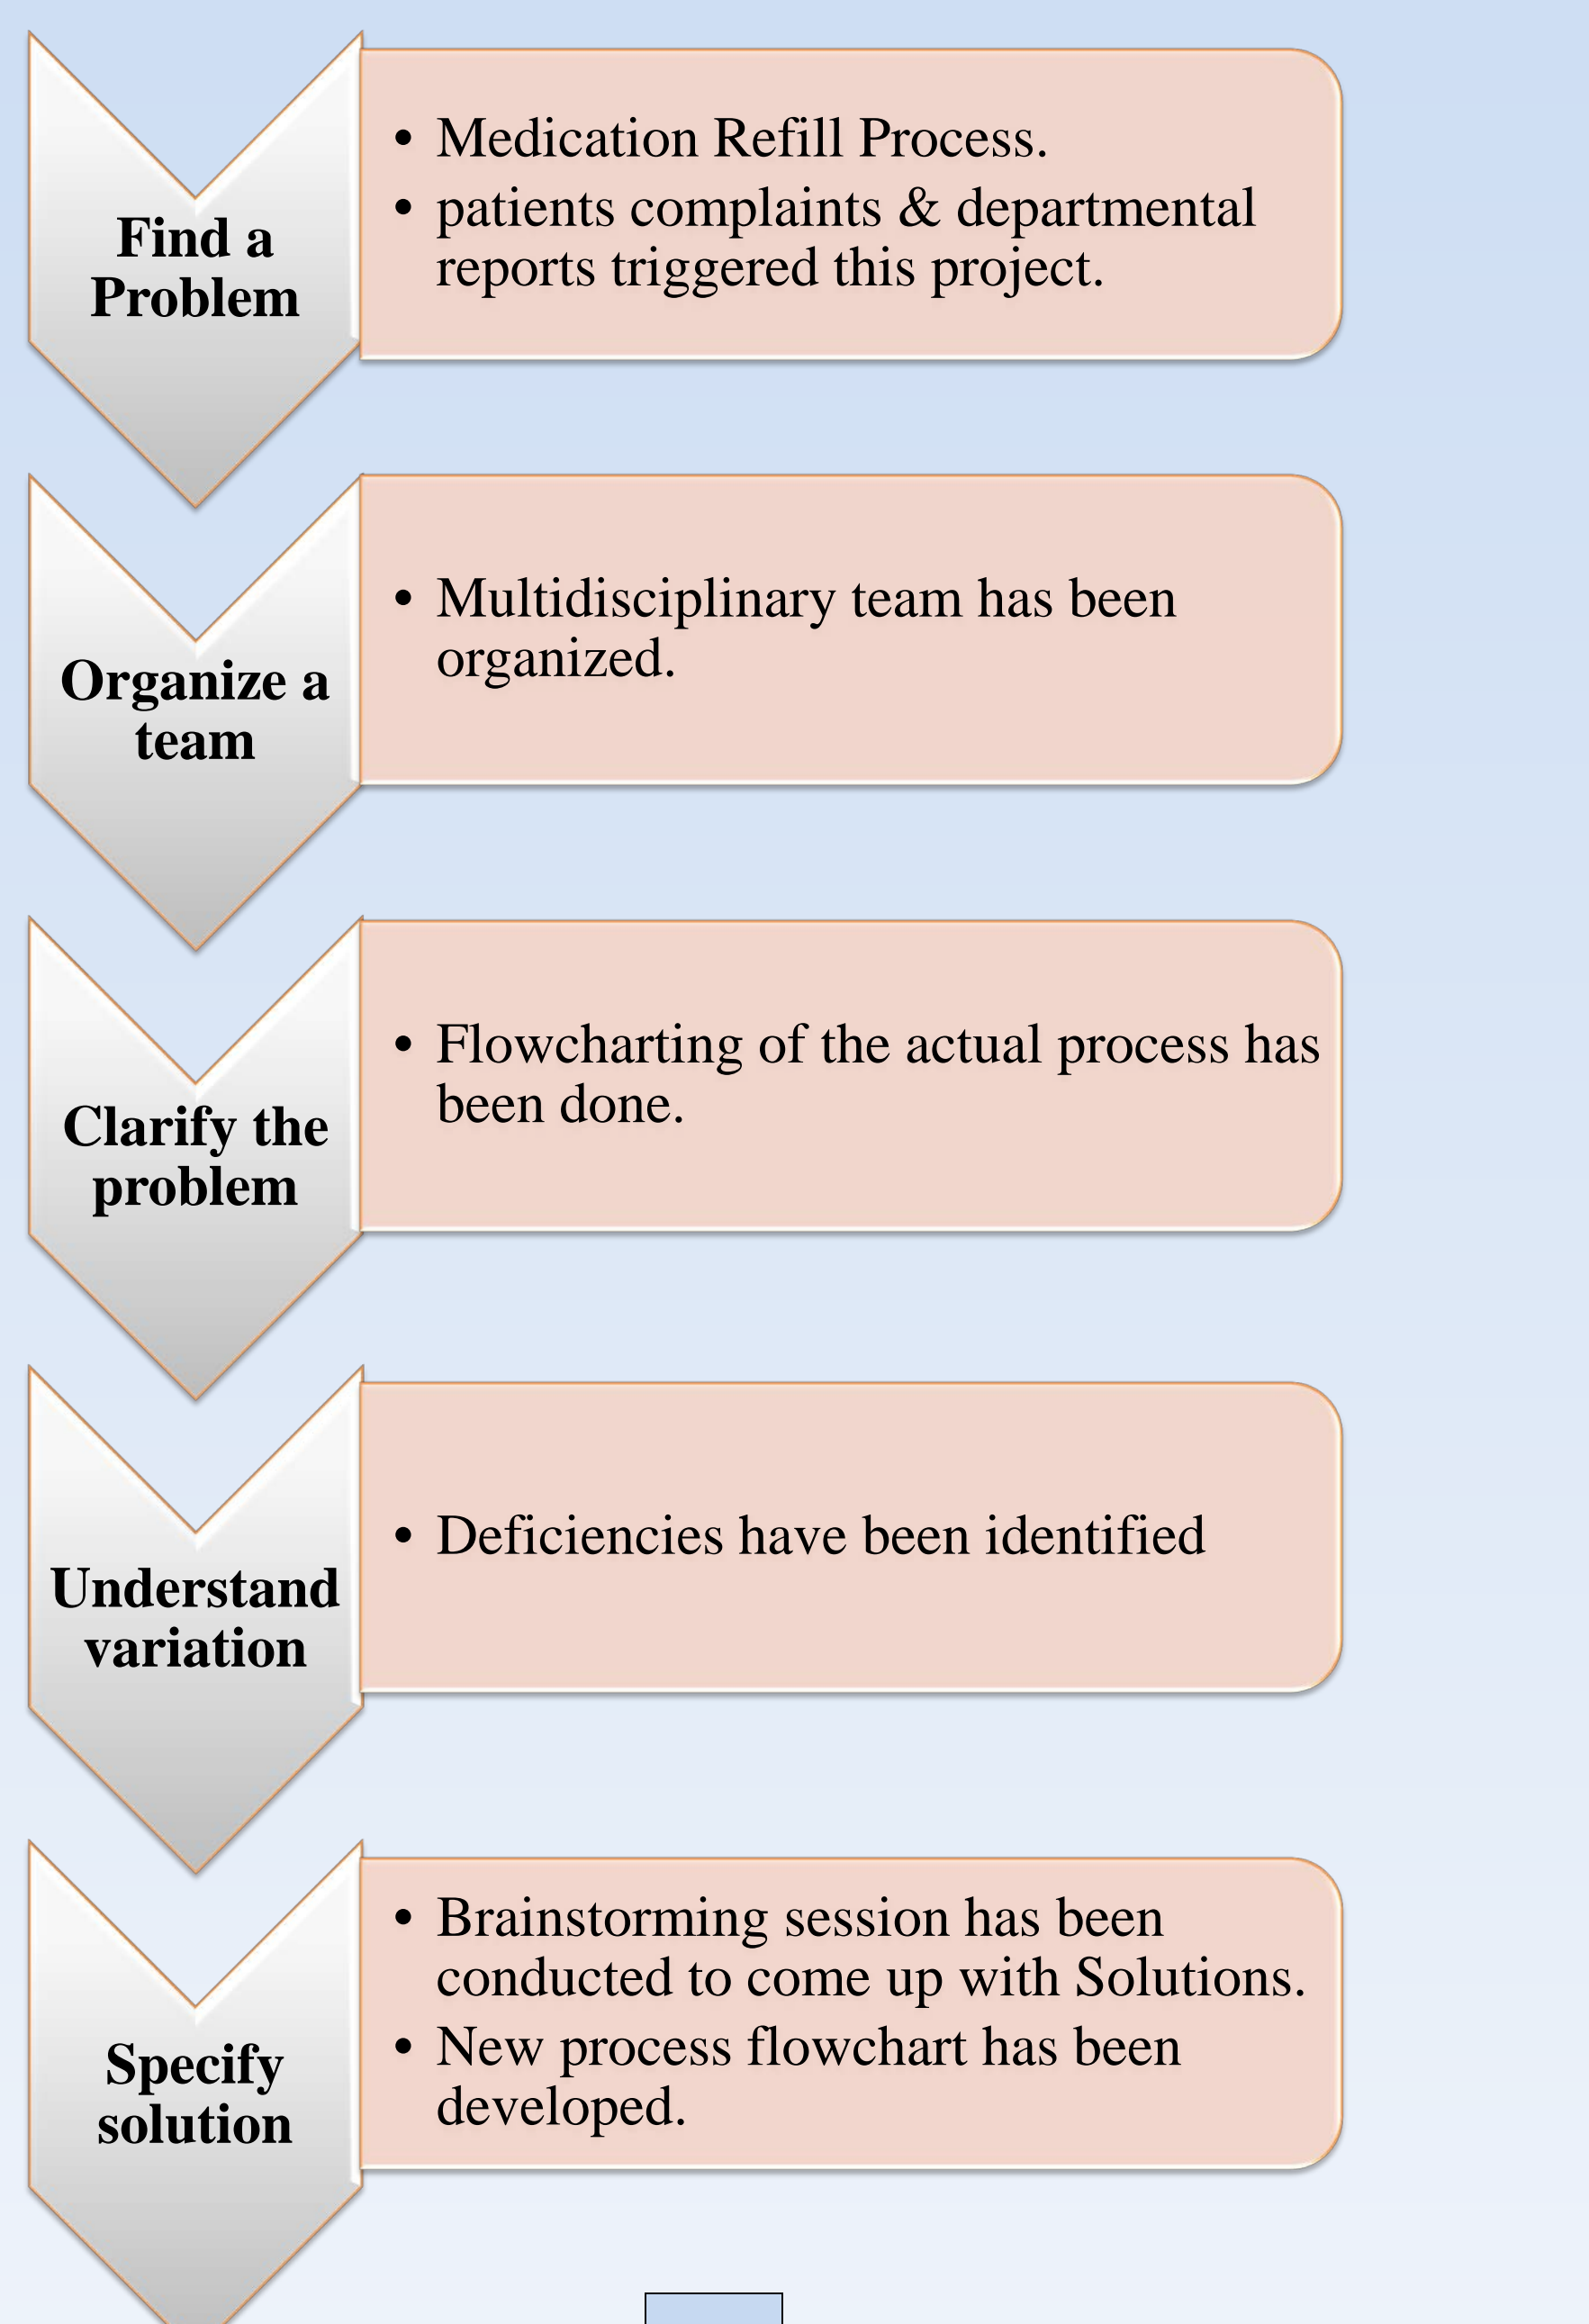 Find a
Problem
• Medication Refill Process.
• patients complaints & departmental
reports triggered this project.
Organize a
team
• Multidisciplinary team has been
organized.
Clarify the
problem
• Flowcharting of the actual process has
been done.
Understand
variation
• Deficiencies have been identified
Specify
solution
• Brainstorming session has been
conducted to come up with Solutions.
• New process flowchart has been
developed.